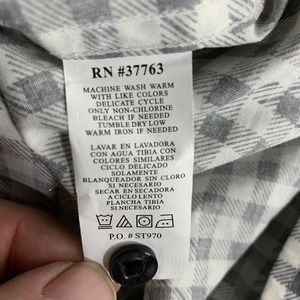 RN #37763
MACHINE WASH WARM
WITH LIKE COLORS
DELICATE CYCLE
ONLY NON-CHLORINE
BLEACH IF NEEDED
TUMBLE DRY LOW
WARM IRON IF NEEDED
LAVAR EN LAVADORA
CON AGUA TIBIA CON
COLORES SIMILARES
CICLO DELICADO
SOLAMENTE
BLANQUEADOR SIN CLORO
SI NECESARIO
SECAR EN SECADORA
A CICLO LENTO
PLANCHA TIBIA
SI NECESARIO
P.O. # ST970